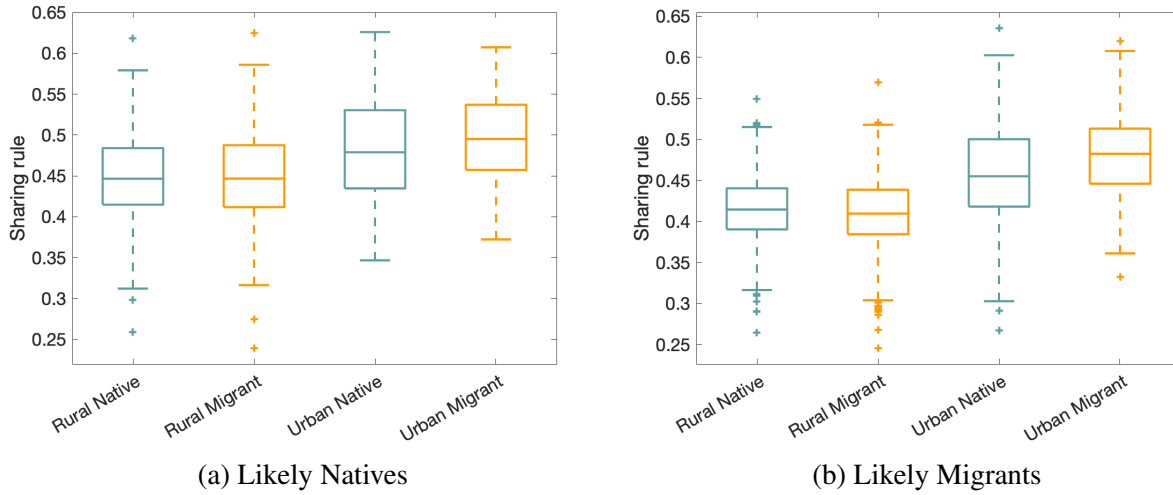 0.65
0.6
0.55
0.5
0.45
0.4
0.35
0.3
0.25
Sharing rule
Rural Native
Rural Migrant
Urban Native
Urban Migrant
(a) Likely Natives
0.65
0.6
0.55
0.5
0.45
0.4
0.35
0.3
0.25
Sharing rule
Rural Native
Rural Migrant
Urban Native
Urban Migrant
(b) Likely Migrants